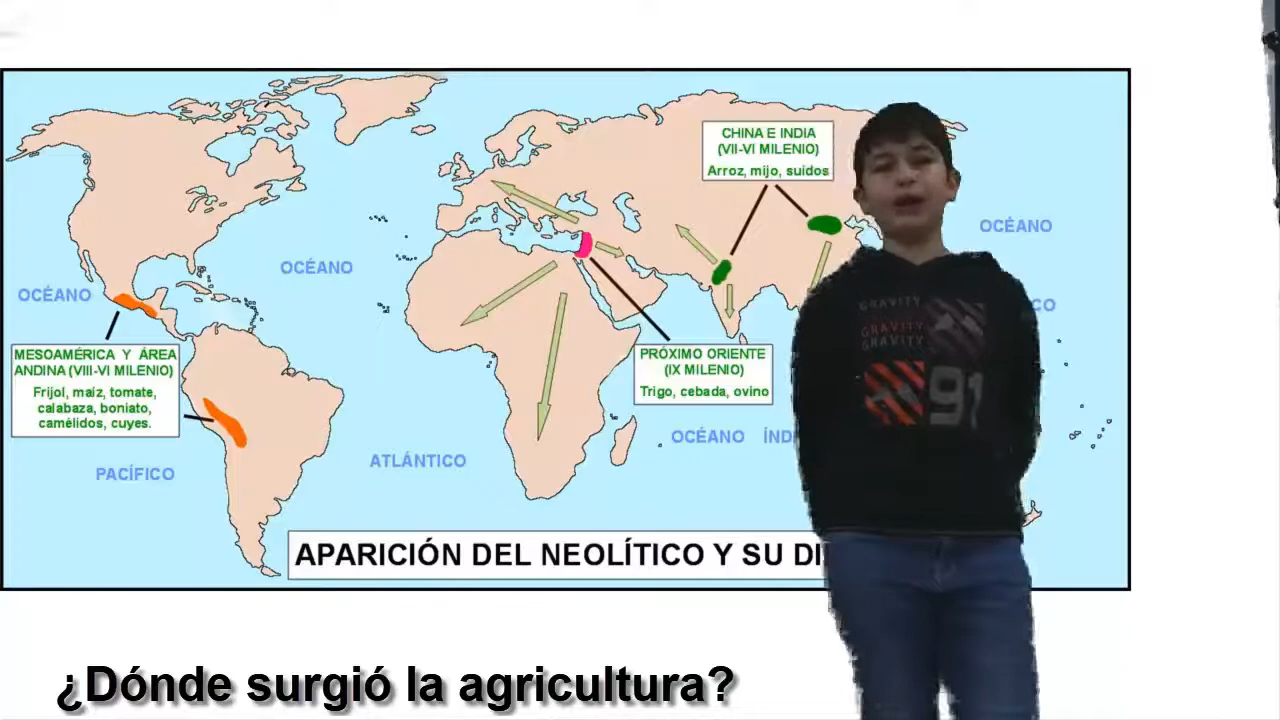 CHINA E INDIA
(VII-VI MILENIO)
Arroz, mijo, suidos
OCÉANO
OCÉANO
OCÉANO
MESOAMÉRICA Y ÁREA
ANDINA (VIII-VI MILENIO)
Frijol, maíz, tomate,
calabaza, boniato,
camélidos, cuyes.
PRÓXIMO ORIENTE
(IX MILENIO)
Trigo, cebada, ovino
GRAVITY
GRAVITY
GRAVITY
91
OCÉANO
ATLÁNTICO
PACÍFICO
APARICIÓN DEL NEOLÍTICO Y SU
¿Dónde surgió la agricultura?